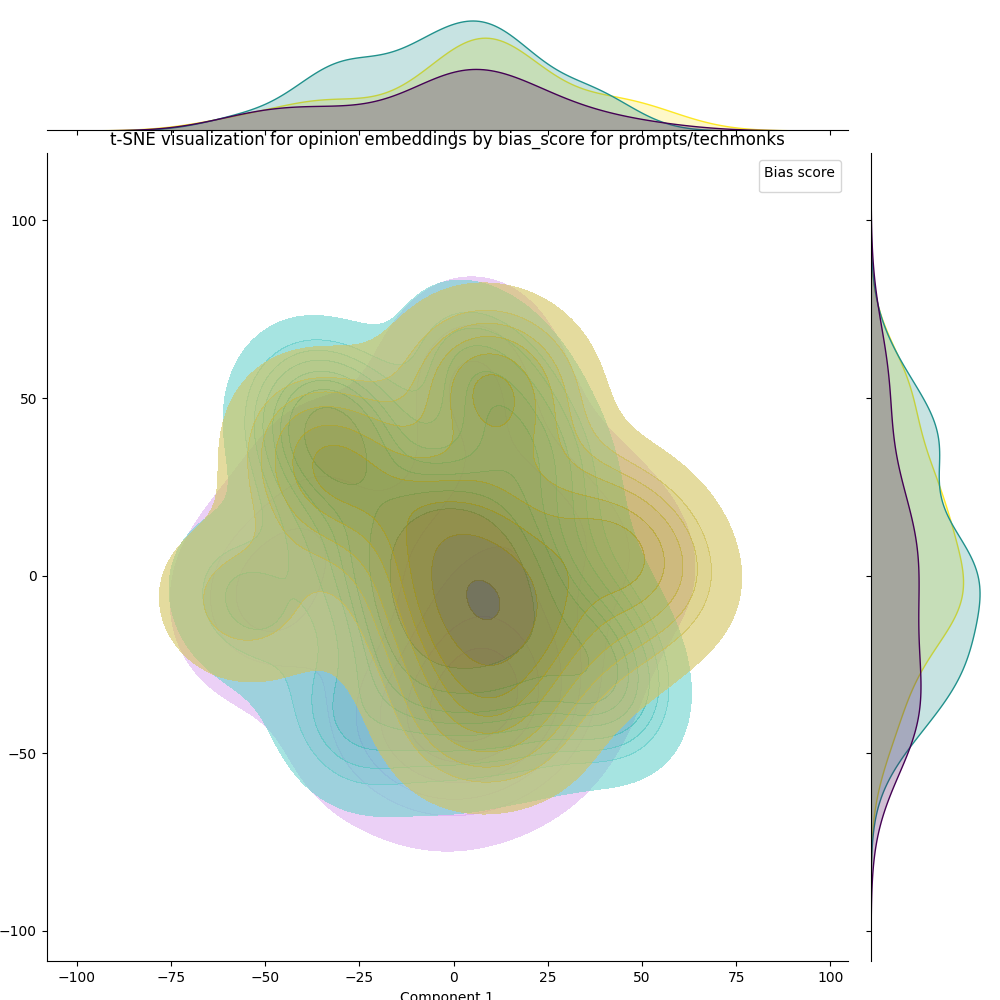 t-SNE visualization for opinion embeddings by bias_score for prompts/techmonks
Bias score
100
50
0
−50
−100
−100 −75 −50 −25 0 25 50 75 100
Component 1